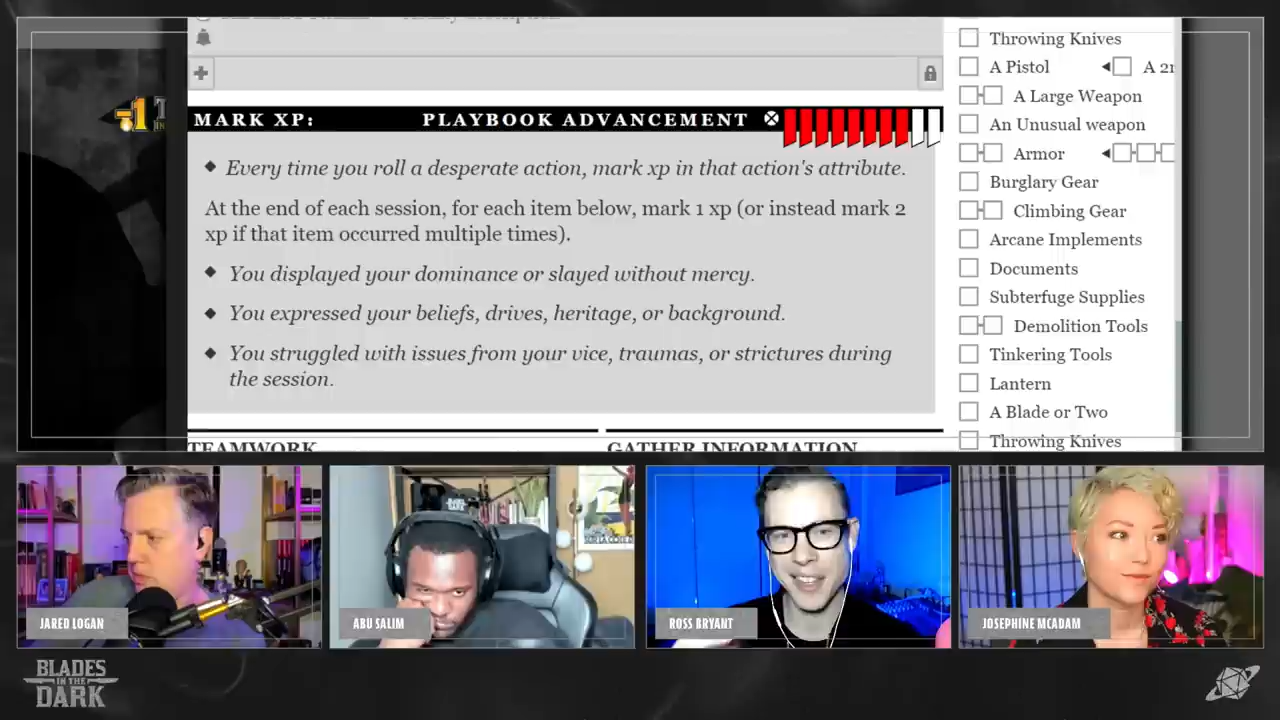 -1
MARK XP: PLAYBOOK ADVANCEMENT
Every time you roll a desperate action, mark xp in that action's attribute.
At the end of each session, for each item below, mark 1 xp (or instead mark 2
xp if that item occurred multiple times).
You displayed your dominance or slayed without mercy.
You expressed your beliefs, drives, heritage, or background.
You struggled with issues from your vice, traumas, or strictures during
the session.
TEAMWORK
GATHER INFORMATION
Throwing Knives
A Pistol
A Large Weapon
An Unusual weapon
Armor
Burglary Gear
Climbing Gear
Arcane Implements
Documents
Subterfuge Supplies
Demolition Tools
Tinkering Tools
Lantern
A Blade or Two
Throwing Knives
JARED LOGAN
ABU SALIM
ROSS BRYANT
JOSEPHINE MCADAM
BLADES
IN THE
DARK